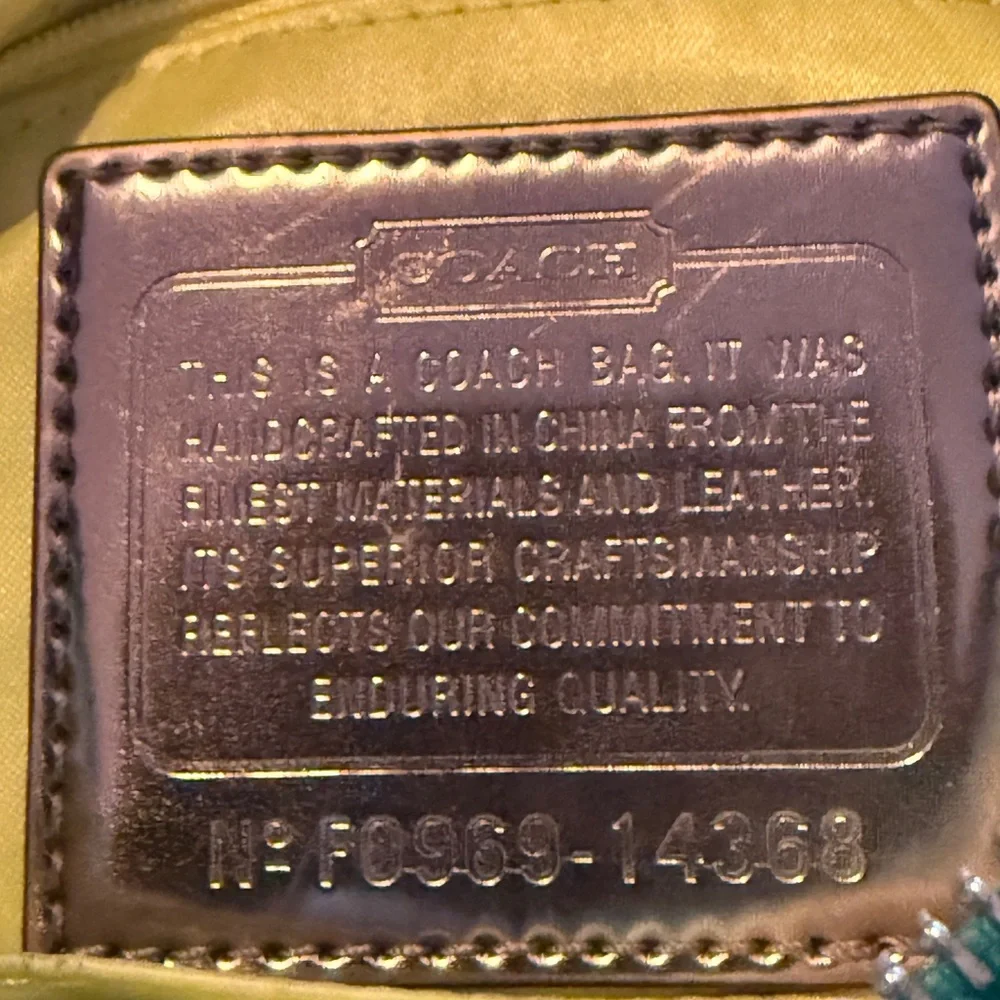 COACH
THIS IS A COACH BAG. IT WAS
HANDCRAFTED IN CHINA FROM THE
FINEST MATERIALS AND LEATHER.
ITS SUPERIOR CRAFTSMANSHIP
REFLECTS OUR COMMITMENT TO
ENDURING QUALITY.
Nº F0969-14368